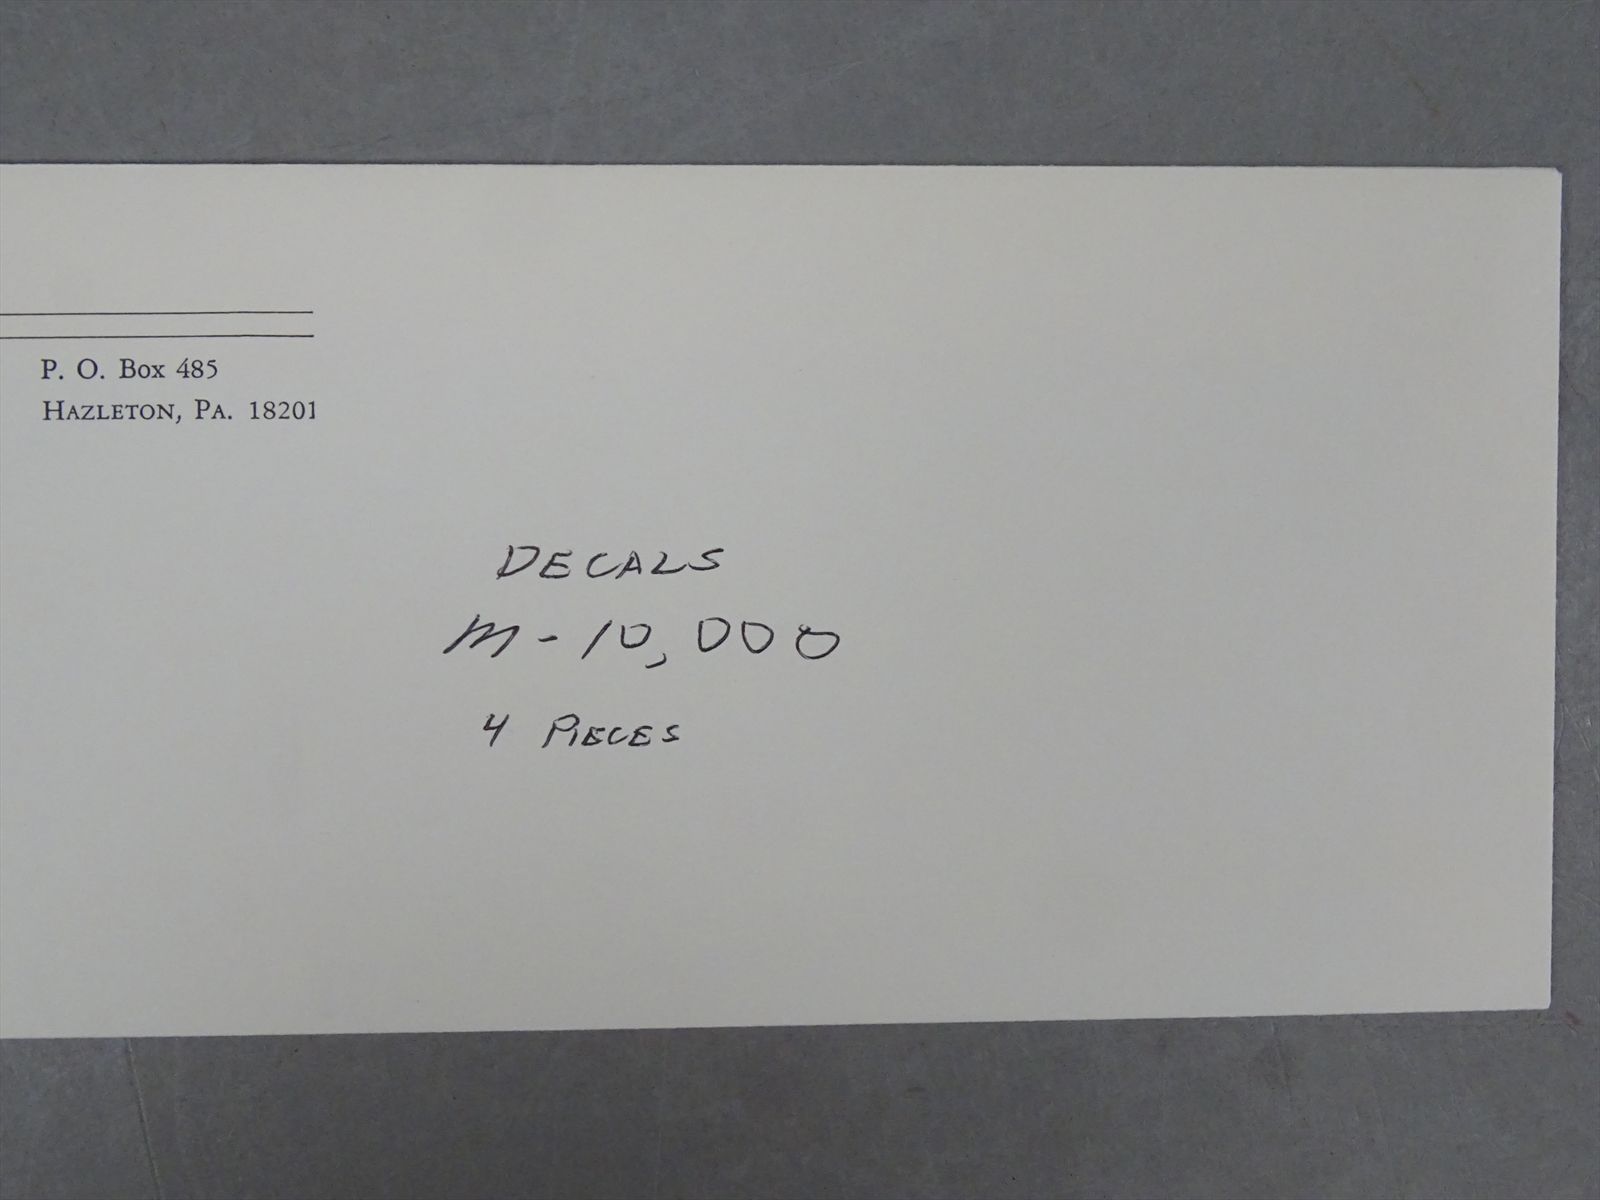 P. O. Box 485
HAZLETON, PA. 18201
DECALS
M-10,000
4 PIECES